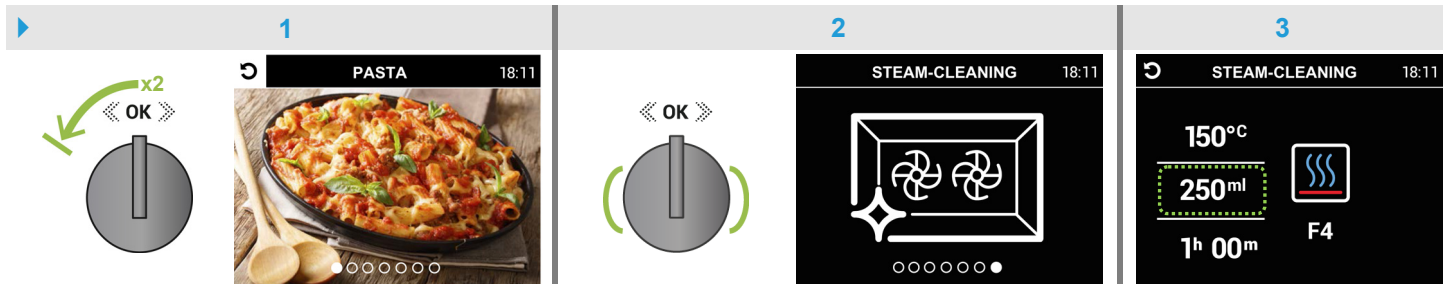 1
x2
OK
PASTA 18:11
2
OK
STEAM-CLEANING 18:11
3
STEAM-CLEANING 18:11
150°C
250ml
1h 00m
F4